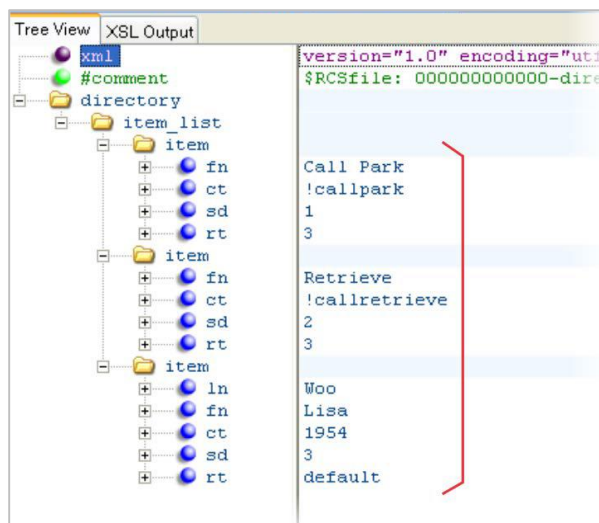 Tree View XSL Output
xml version="1.0" encoding="uti
#comment $RCSfile: 000000000000-dire
directory
item_list
item
fn Call Park
ct !callpark
sd 1
rt 3
item
fn Retrieve
ct !callretrieve
sd 2
rt 3
item
ln Woo
fn Lisa
ct 1954
sd 3
rt default